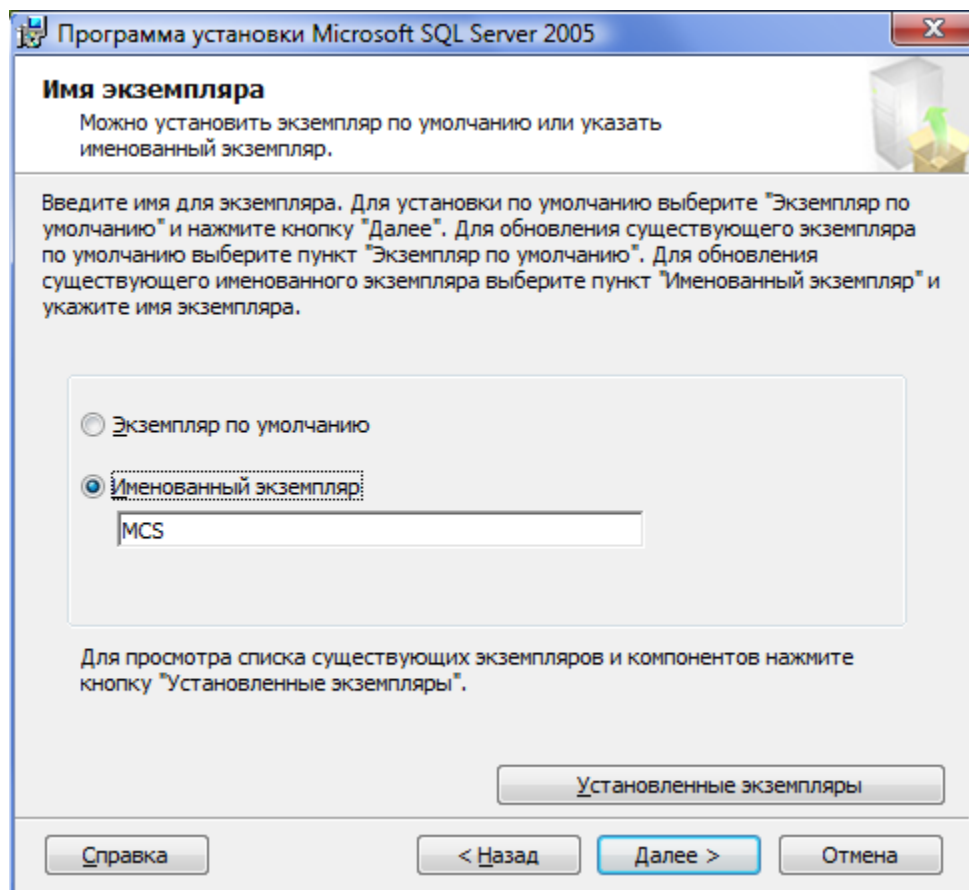 Программа установки Microsoft SQL Server 2005
Имя экземпляра
Можно установить экземпляр по умолчанию или указать
именованный экземпляр.
Введите имя для экземпляра. Для установки по умолчанию выберите "Экземпляр по
умолчанию" и нажмите кнопку "Далее". Для обновления существующего экземпляра
по умолчанию выберите пункт "Экземпляр по умолчанию". Для обновления
существующего именованного экземпляра выберите пункт "Именованный экземпляр" и
укажите имя экземпляра.
Экземпляр по умолчанию
Именованный экземпляр
MCS
Для просмотра списка существующих экземпляров и компонентов нажмите
кнопку "Установленные экземпляры".
Установленные экземпляры
Справка
< Назад
Далее >
Отмена